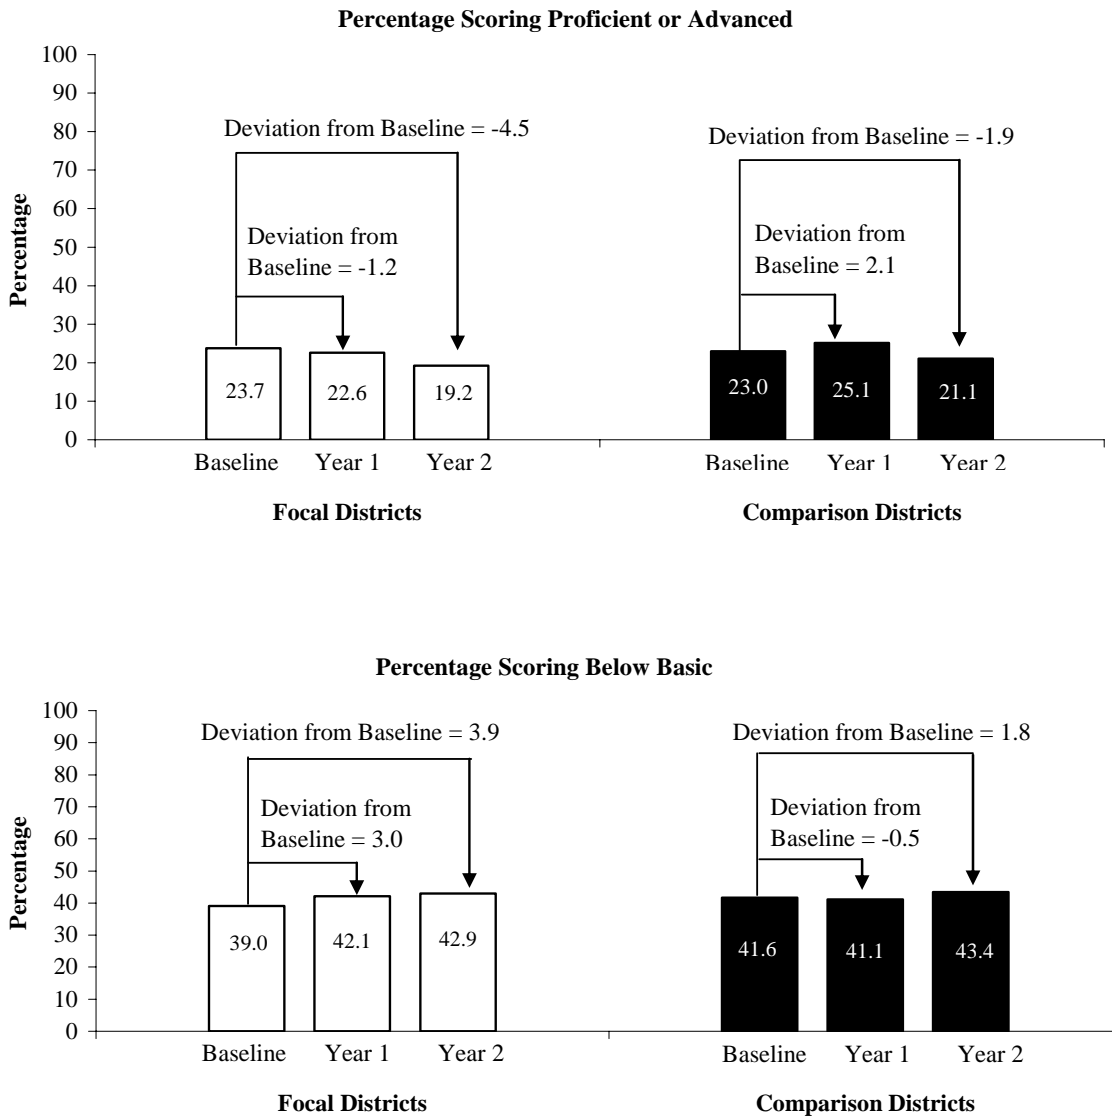 Percentage Scoring Proficient or Advanced
100
90
80
70
60
50
40
30
20
10
0
Percentage
Deviation from Baseline = -4.5
Deviation from
Baseline = -1.2
23.7
22.6
19.2
Baseline
Year 1
Year 2
Focal Districts
Deviation from Baseline = -1.9
Deviation from
Baseline = 2.1
23.0
25.1
21.1
Baseline
Year 1
Year 2
Comparison Districts
Percentage Scoring Below Basic
100
90
80
70
60
50
40
30
20
10
0
Percentage
Deviation from Baseline = 3.9
Deviation from
Baseline = 3.0
39.0
42.1
42.9
Baseline
Year 1
Year 2
Focal Districts
Deviation from Baseline = 1.8
Deviation from
Baseline = -0.5
41.6
41.1
43.4
Baseline
Year 1
Year 2
Comparison Districts